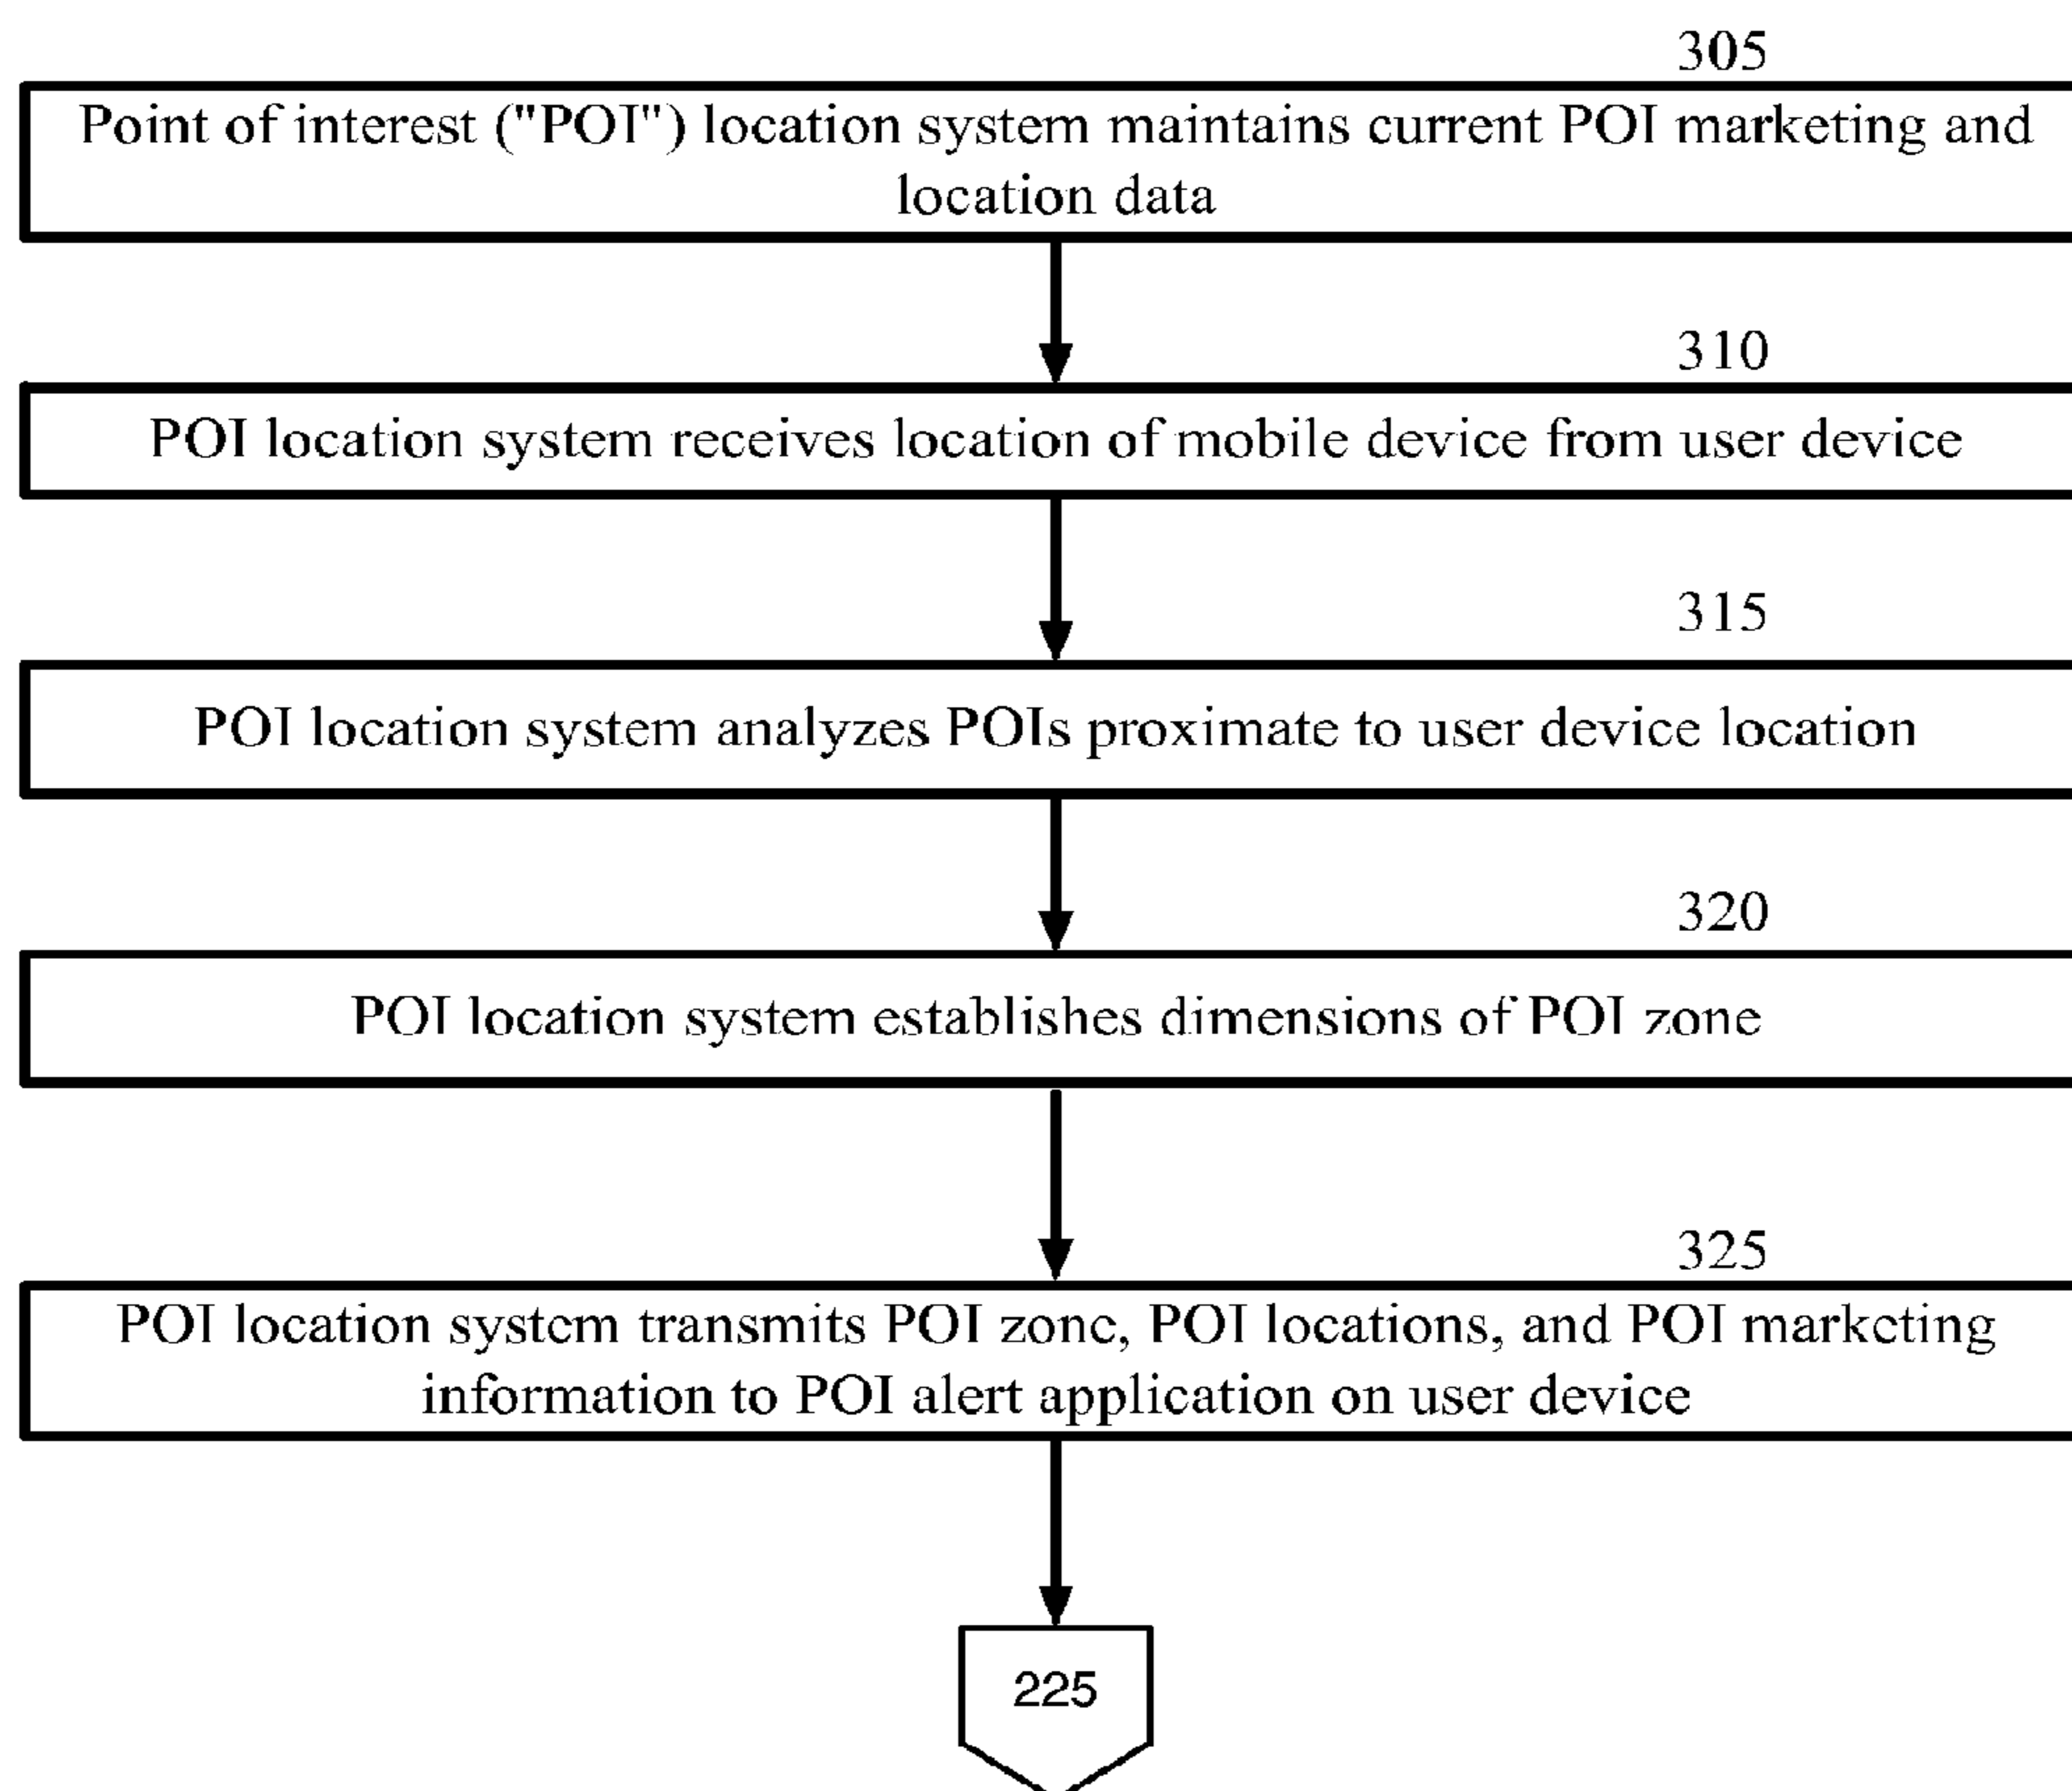 305
Point of interest ("POI") location system maintains current POI marketing and
location data
310
POI location system receives location of mobile device from user device
315
POI location system analyzes POIs proximate to user device location
320
POI location system establishes dimensions of POI zone
325
POI location system transmits POI zone, POI locations, and POI marketing
information to POI alert application on user device
225